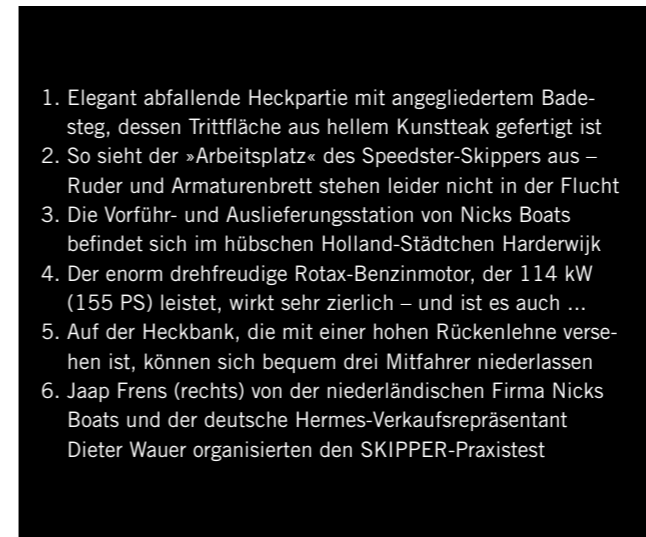 1. Elegant abfallende Heckpartie mit angegliedertem Bade-
steg, dessen Trittfläche aus hellem Kunstteak gefertigt ist
2. So sieht der »Arbeitsplatz« des Speedster-Skippers aus –
Ruder und Armaturenbrett stehen leider nicht in der Flucht
3. Die Vorführ- und Auslieferungsstation von Nicks Boats
befindet sich im hübschen Holland-Städtchen Harderwijk
4. Der enorm drehfreudige Rotax-Benzinmotor, der 114 kW
(155 PS) leistet, wirkt sehr zierlich – und ist es auch ...
5. Auf der Heckbank, die mit einer hohen Rückenlehne verse-
hen ist, können sich bequem drei Mitfahrer niederlassen
6. Jaap Frens (rechts) von der niederländischen Firma Nicks
Boats und der deutsche Hermes-Verkaufsrepräsentant
Dieter Wauer organisierten den SKIPPER-Praxistest